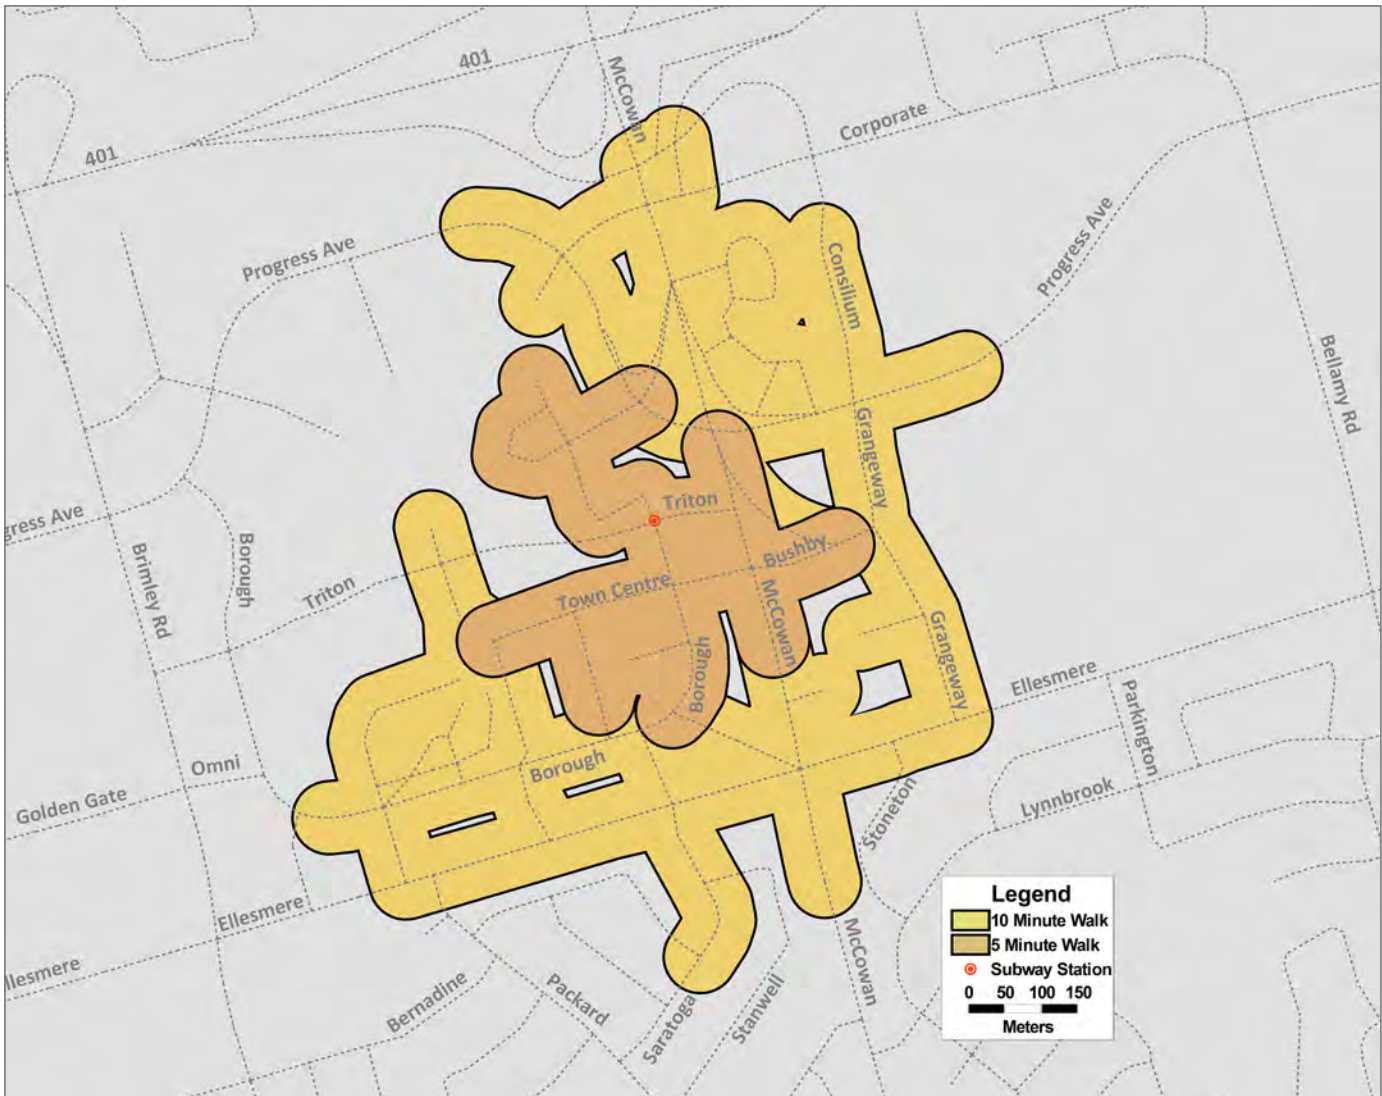 401
McCowan
401
Corporate
Progress Ave
Consilium
Progress Ave
Bellamy Rd
Grangeway
Triton
gress Ave
Borough
Brimley Rd
Bushby
Triton
Town Centre
McCowan
Grangeway
Borough
Ellesmere
Parkington
Omni
Borough
Golden Gate
Lynnbrook
Stoneton
Ellesmere
llesmere
McCowan
Bernadine
Packard
Saratoga
Stanwell
Legend
10 Minute Walk
5 Minute Walk
Subway Station
0 50 100 150
Meters